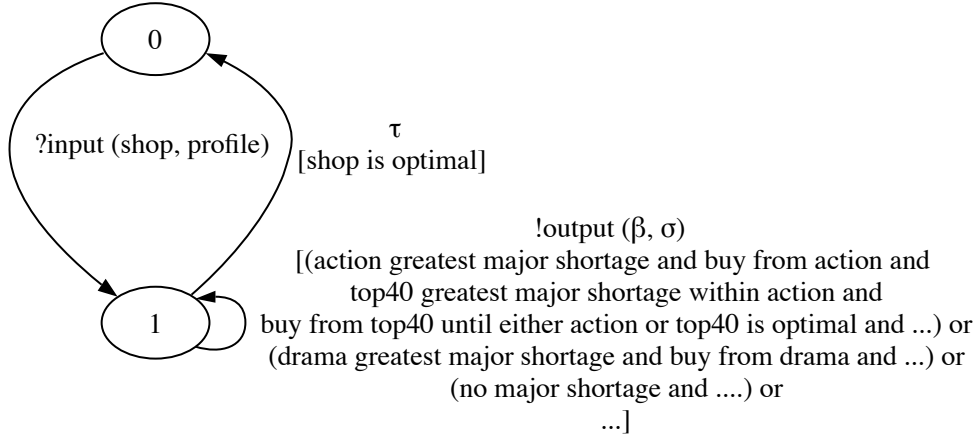 0
?input (shop, profile)
τ
[shop is optimal]
!output (β, σ)
[(action greatest major shortage and buy from action and
top40 greatest major shortage within action and
buy from top40 until either action or top40 is optimal and ...) or
(drama greatest major shortage and buy from drama and ...) or
(no major shortage and ....) or
...]
1